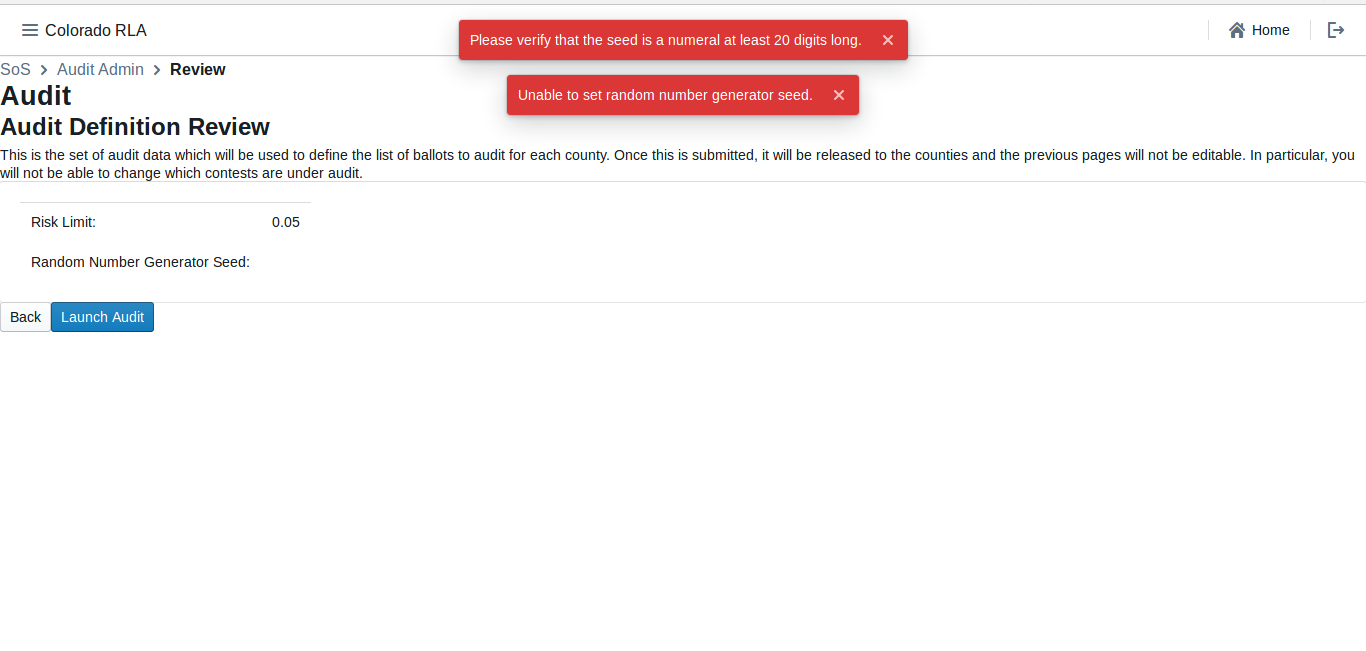 Colorado RLA
Please verify that the seed is a numeral at least 20 digits long.
Home
SoS > Audit Admin > Review
Unable to set random number generator seed.
Audit
Audit Definition Review
This is the set of audit data which will be used to define the list of ballots to audit for each county. Once this is submitted, it will be released to the counties and the previous pages will not be editable. In particular, you
will not be able to change which contests are under audit.
Risk Limit: 0.05
Random Number Generator Seed:
Back Launch Audit